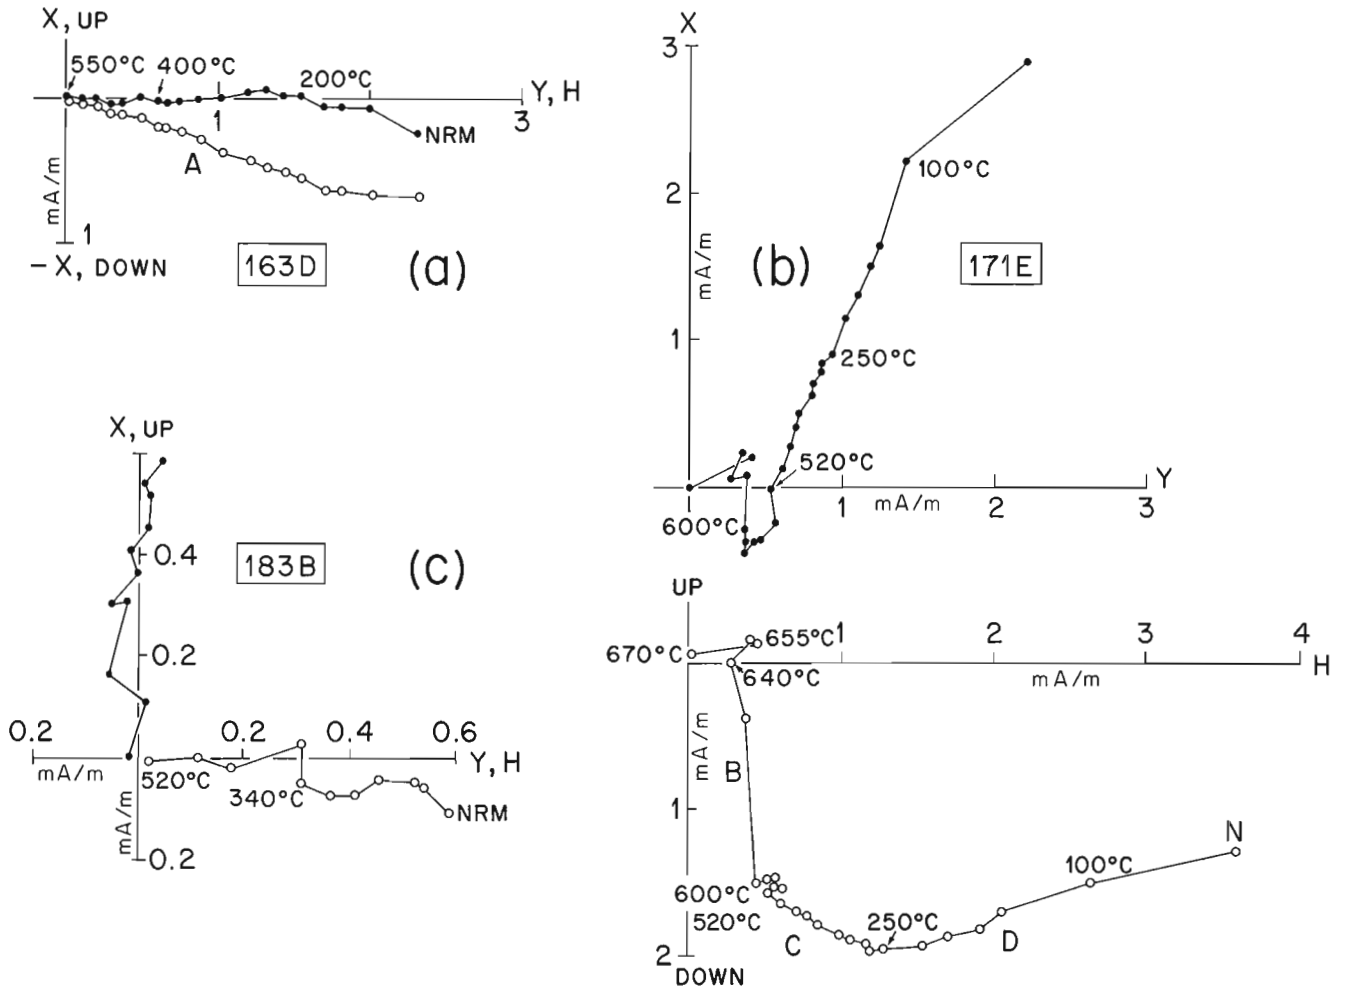 X, UP
550°C
400°C
200°C
Y, H
1
3
NRM
A
mA/m
1
-X, DOWN
163D
(a)
X
3
100°C
2
mA/m
(b)
171E
1
250°C
520°C
Y
600°C
1
mA/m
2
3
X, UP
0.4
183B
(c)
0.2
0.2
0.2
0.4
0.6
Y, H
mA/m
520°C
340°C
NRM
mA/m
0.2
UP
655°C
1
2
3
4
670°C
640°C
mA/m
H
mA/m
B
1
N
100°C
600°C
520°C
250°C
C
D
2
DOWN